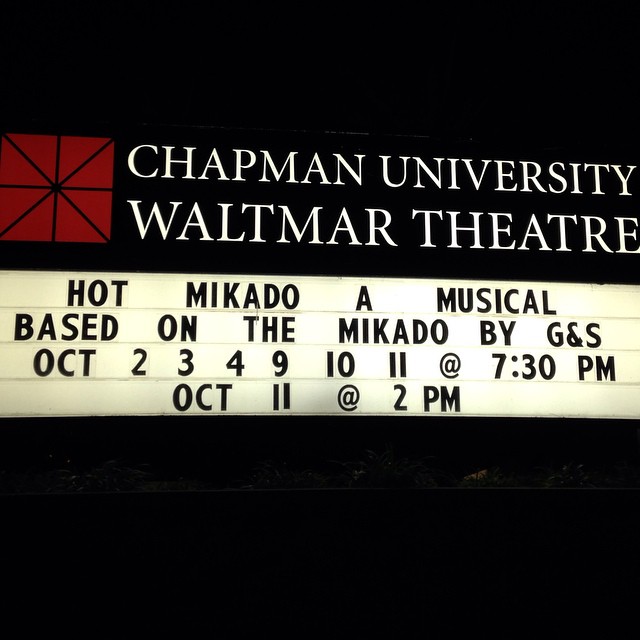 CHAPMAN UNIVERSITY
WALTMAR THEATRE
HOT MIKADO A MUSICAL
BASED ON THE MIKADO BY G&S
OCT 2 3 4 9 10 11 @ 7:30 PM
OCT 11 @ 2 PM